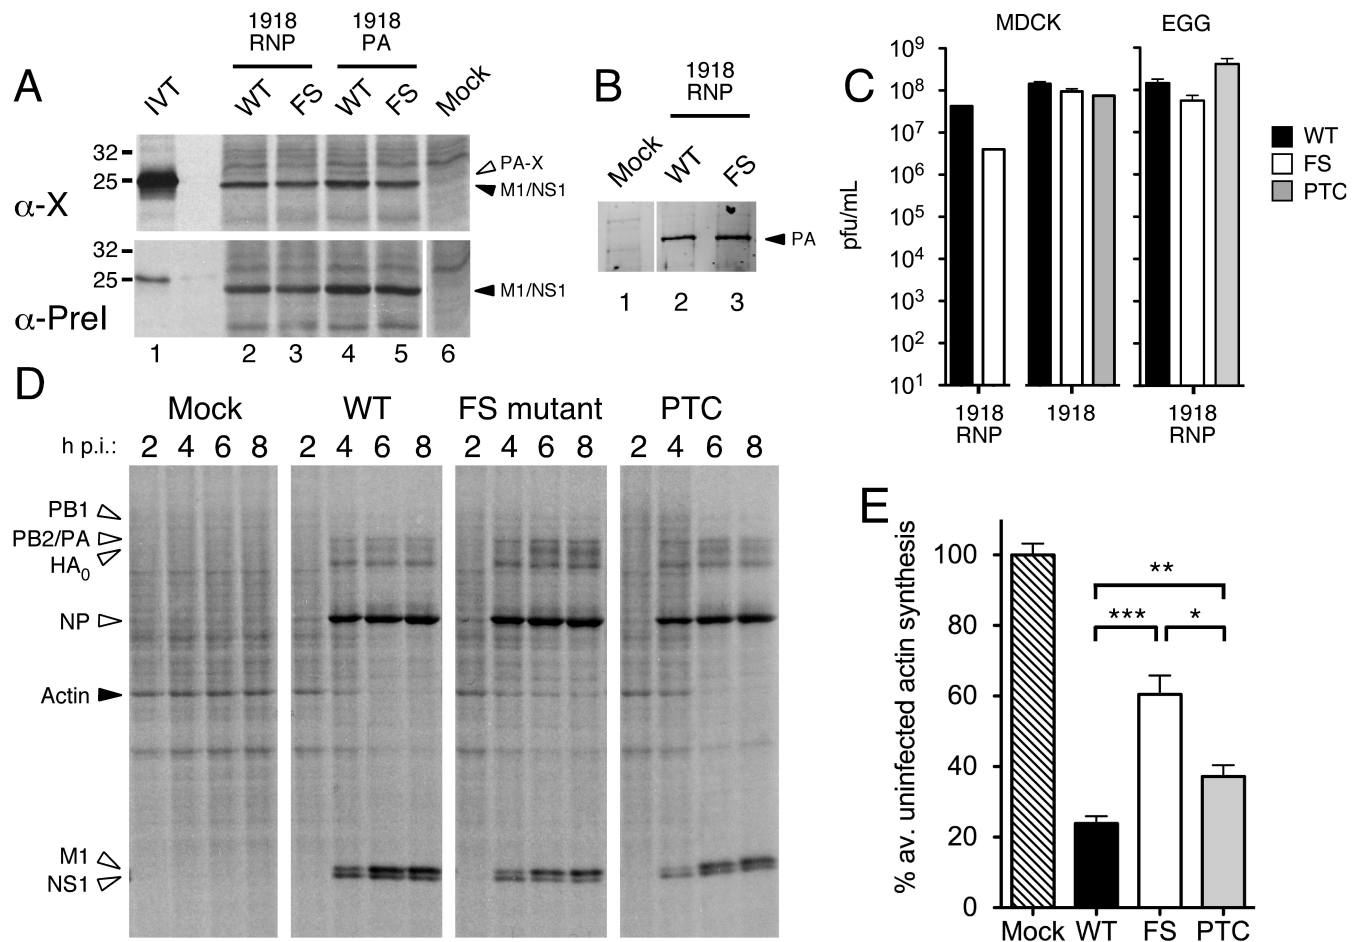 A
1918
RNP
1918
PA
IVT
WT
FS
WT
FS
Mock
32
25
α-X
PA-X
M1/NS1
32
25
α-PreI
M1/NS1
1 2 3 4 5 6
B
1918
RNP
Mock
WT
FS
PA
1 2 3
C
MDCK EGG
pfu/mL
10⁹
10⁸
10⁷
10⁶
10⁵
10⁴
10³
10²
10¹
1918
RNP
1918
1918
RNP
WT
FS
PTC
D
Mock WT FS mutant PTC
h p.i.: 2 4 6 8 2 4 6 8 2 4 6 8 2 4 6 8
PB1
PB2/PA
HA₀
NP
Actin
M1
NS1
E
% av. uninfected actin synthesis
100
80
60
40
20
0
**
*** *
Mock WT FS PTC